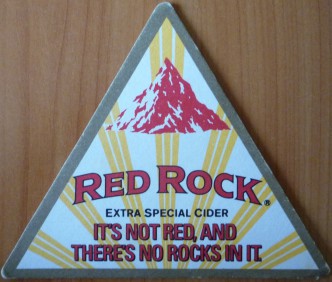 RED ROCK®
EXTRA SPECIAL CIDER
IT'S NOT RED, AND
THERE'S NO ROCKS IN IT.